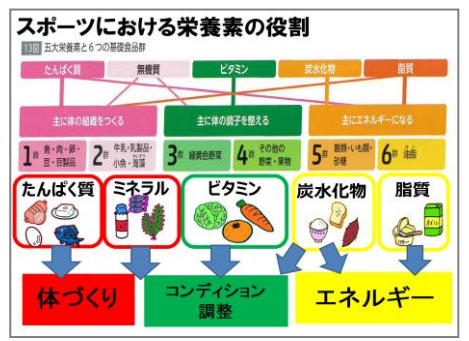 スポーツにおける栄養素の役割
13図 五大栄養素と6つの基礎食品群
たんぱく質 無機質 ビタミン 炭水化物 脂質
主に体の組織をつくる 主に体の調子を整える 主にエネルギーになる
1群 魚・肉・卵・豆・豆製品
2群 牛乳・乳製品・小魚・海藻
3群 緑黄色野菜
4群 その他の野菜・果物
5群 穀類・いも類・砂糖
6群 油脂
たんぱく質 ミネラル ビタミン 炭水化物 脂質
体づくり コンディション調整 エネルギー